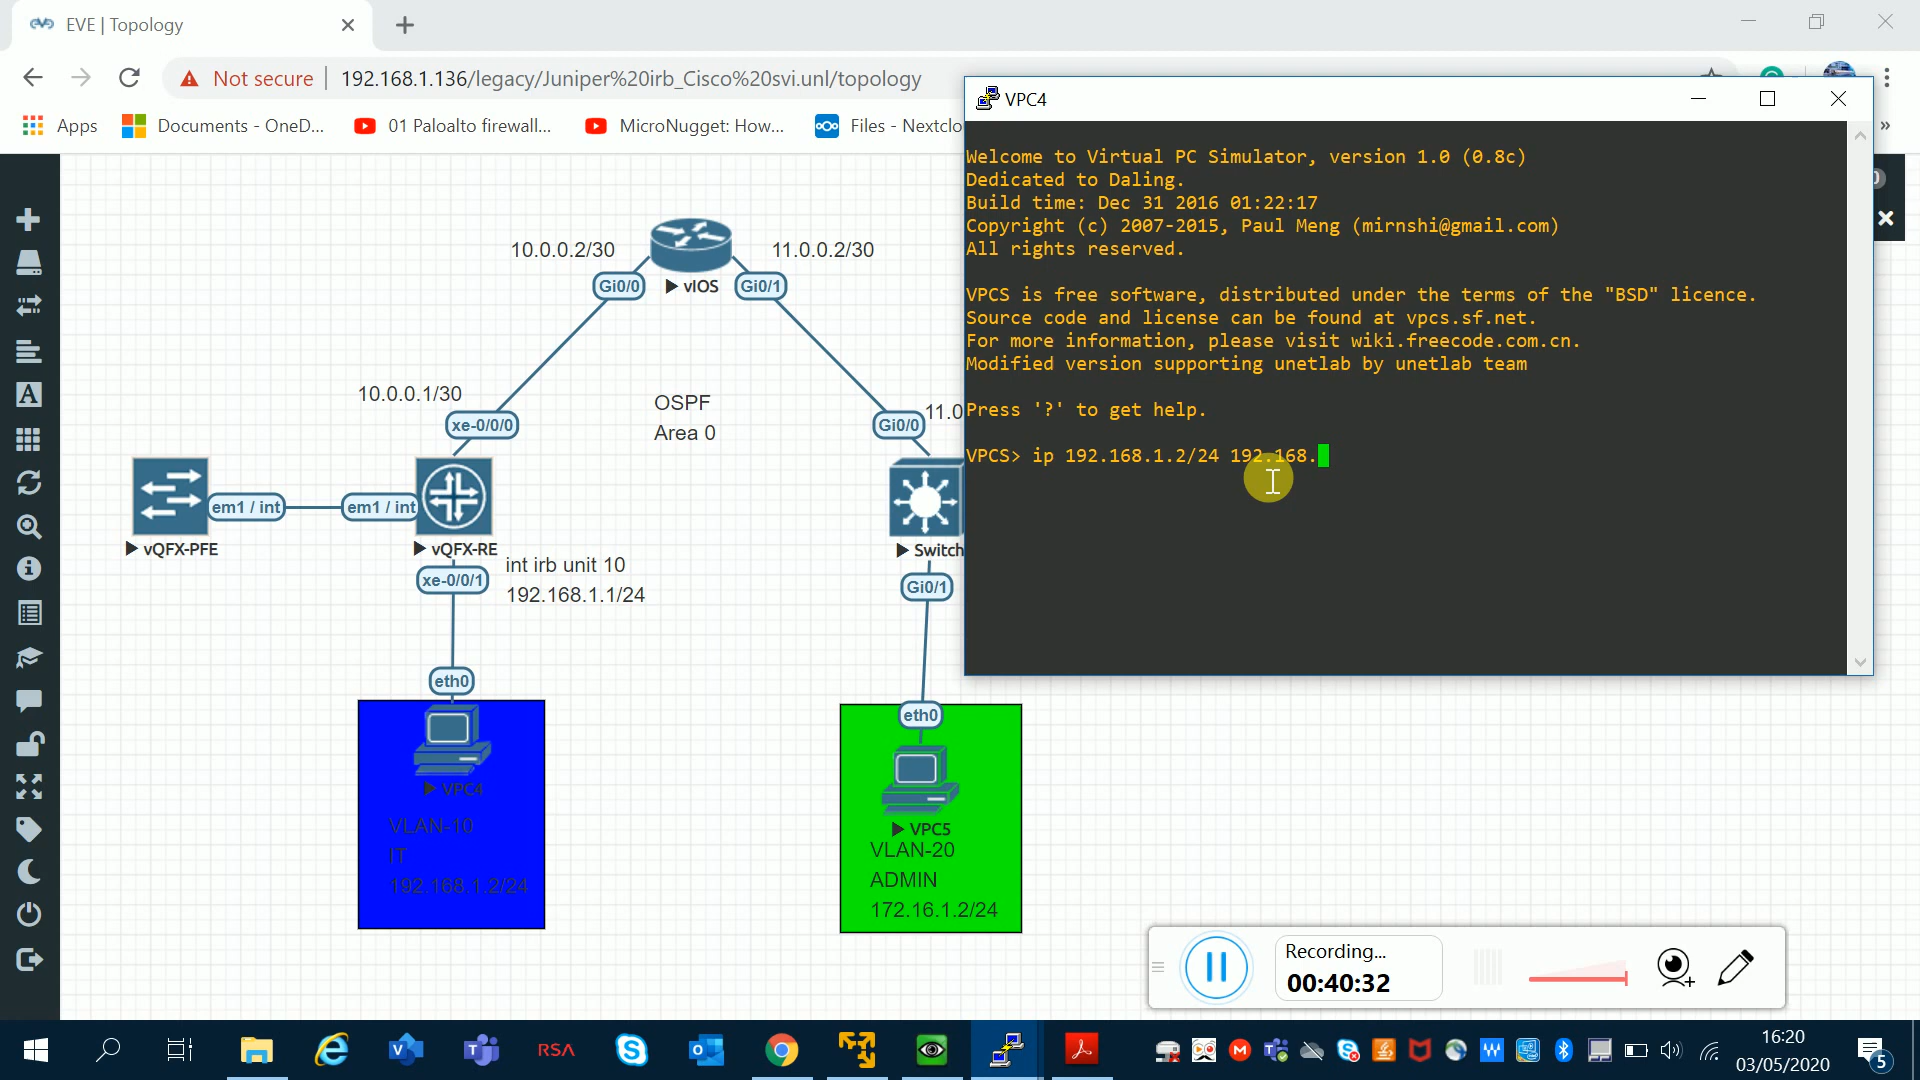 EVE | Topology
Not secure
192.168.1.136/legacy/Juniper%20irb_Cisco%20svi.unl/topology
Apps
Documents - OneD...
01 Paloalto firewall...
MicroNugget: How...
Files - Nextclo
»
VPC4
Welcome to Virtual PC Simulator, version 1.0 (0.8c)
Dedicated to Daling.
Build time: Dec 31 2016 01:22:17
Copyright (c) 2007-2015, Paul Meng (mirnshi@gmail.com)
All rights reserved.
VPCS is free software, distributed under the terms of the "BSD" licence.
Source code and license can be found at vpcs.sf.net.
For more information, please visit wiki.freecode.com.cn.
Modified version supporting unetlab by unetlab team
Press '?' to get help.
VPCS> ip 192.168.1.2/24 192.168.
10.0.0.2/30
11.0.0.2/30
Gi0/0
vIOS
Gi0/1
10.0.0.1/30
xe-0/0/0
OSPF
Area 0
Gi0/0
11.0
em1 / int
em1 / int
vQFX-PFE
vQFX-RE
Switch
xe-0/0/1
int irb unit 10
192.168.1.1/24
Gi0/1
eth0
VPC4
VLAN-10
IT
192.168.1.2/24
eth0
VPC5
VLAN-20
ADMIN
172.16.1.2/24
Recording...
00:40:32
RSA
16:20
03/05/2020
5